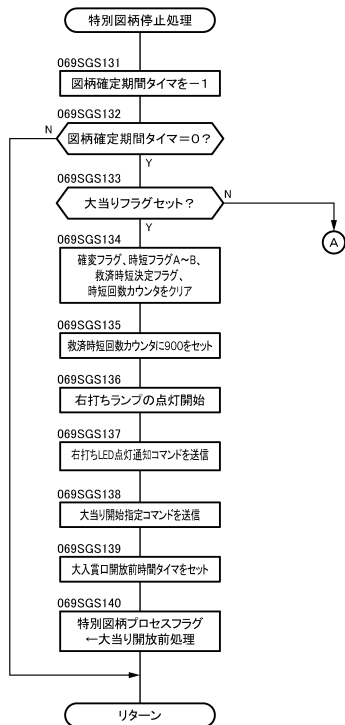 特別図柄停止処理
069SGS131
図柄確定期間タイマを−1
069SGS132
N
図柄確定期間タイマ=0?
Y
069SGS133
大当りフラグセット?
N
Y
A
069SGS134
確変フラグ、時短フラグA〜B、
救済時短決定フラグ、
時短回数カウンタをクリア
069SGS135
救済時短回数カウンタに900をセット
069SGS136
右打ちランプの点灯開始
069SGS137
右打ちLED点灯通知コマンドを送信
069SGS138
大当り開始指定コマンドを送信
069SGS139
大入賞口開放前時間タイマをセット
069SGS140
特別図柄プロセスフラグ
←大当り開放前処理
リターン